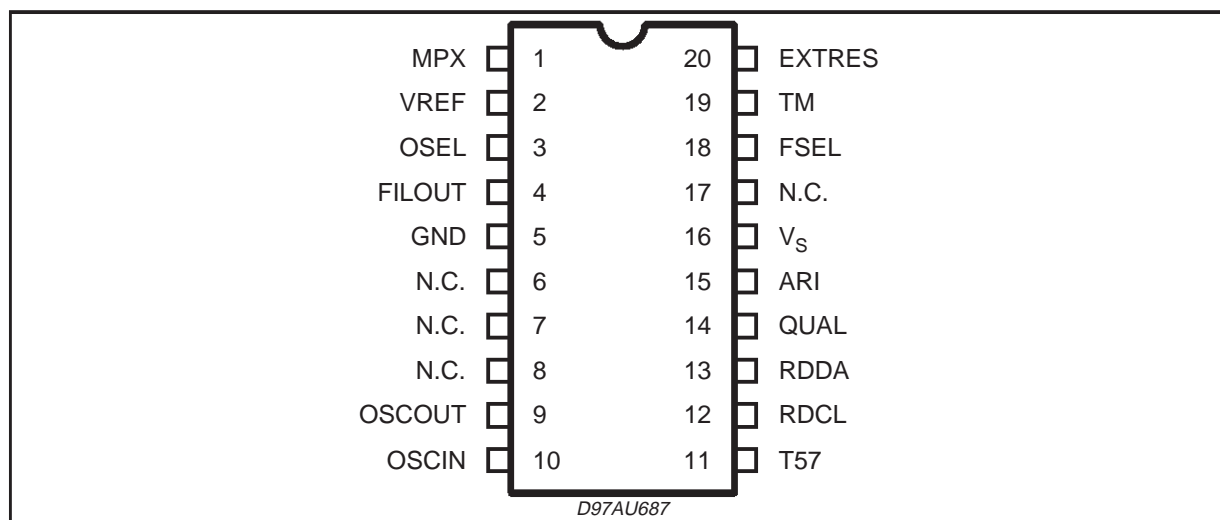 MPX 1 20 EXTRES
VREF 2 19 TM
OSEL 3 18 FSEL
FILOUT 4 17 N.C.
GND 5 16 VS
N.C. 6 15 ARI
N.C. 7 14 QUAL
N.C. 8 13 RDDA
OSCOUT 9 12 RDCL
OSCIN 10 11 T57
D97AU687